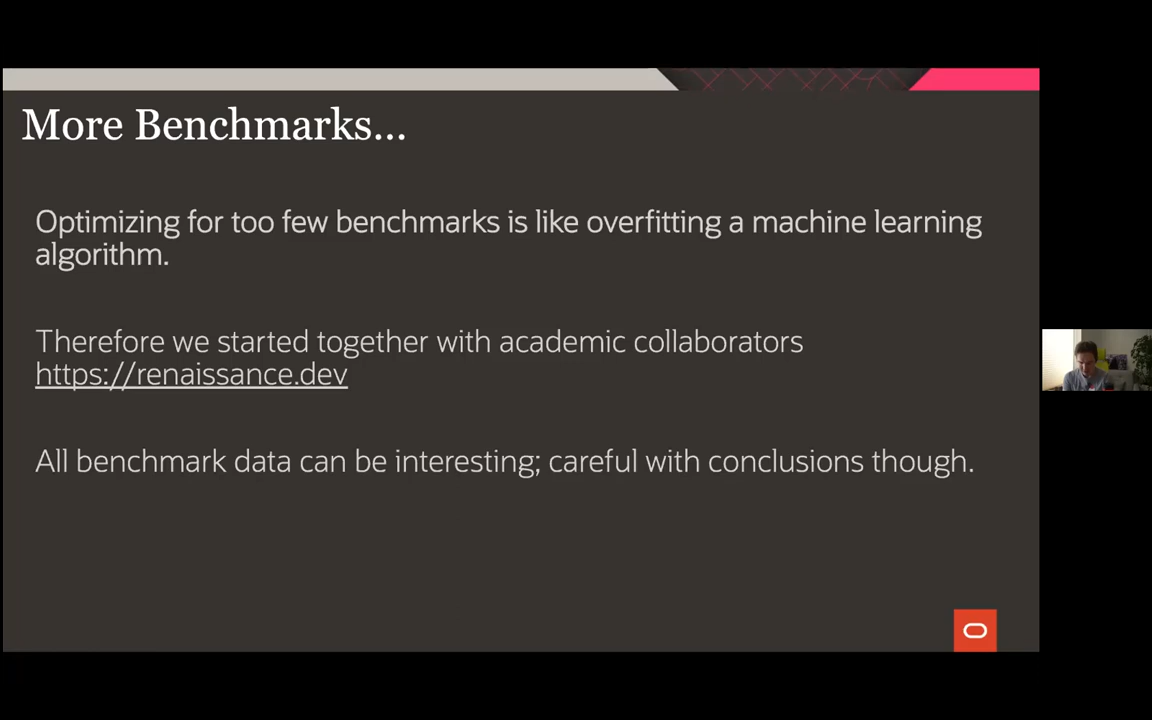 More Benchmarks...
Optimizing for too few benchmarks is like overfitting a machine learning
algorithm.
Therefore we started together with academic collaborators
https://renaissance.dev
All benchmark data can be interesting; careful with conclusions though.